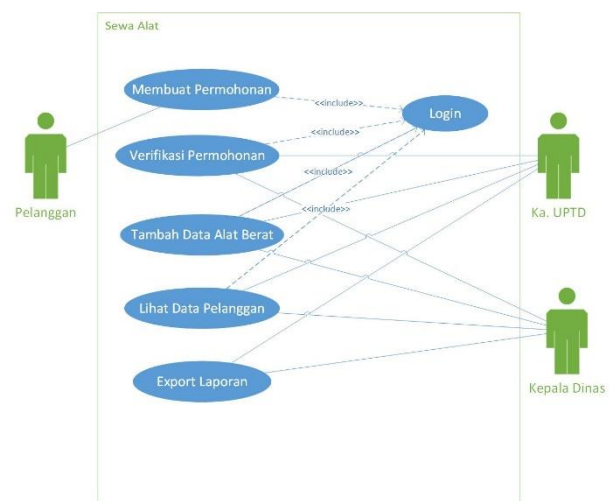 Sewa Alat
Membuat Permohonan
<<include>>
Login
Verifikasi Permohonan
<<include>>
Pelanggan
Ka. UPTD
<<include>>
<<include>>
Tambah Data Alat Berat
Lihat Data Pelanggan
Export Laporan
Kepala Dinas